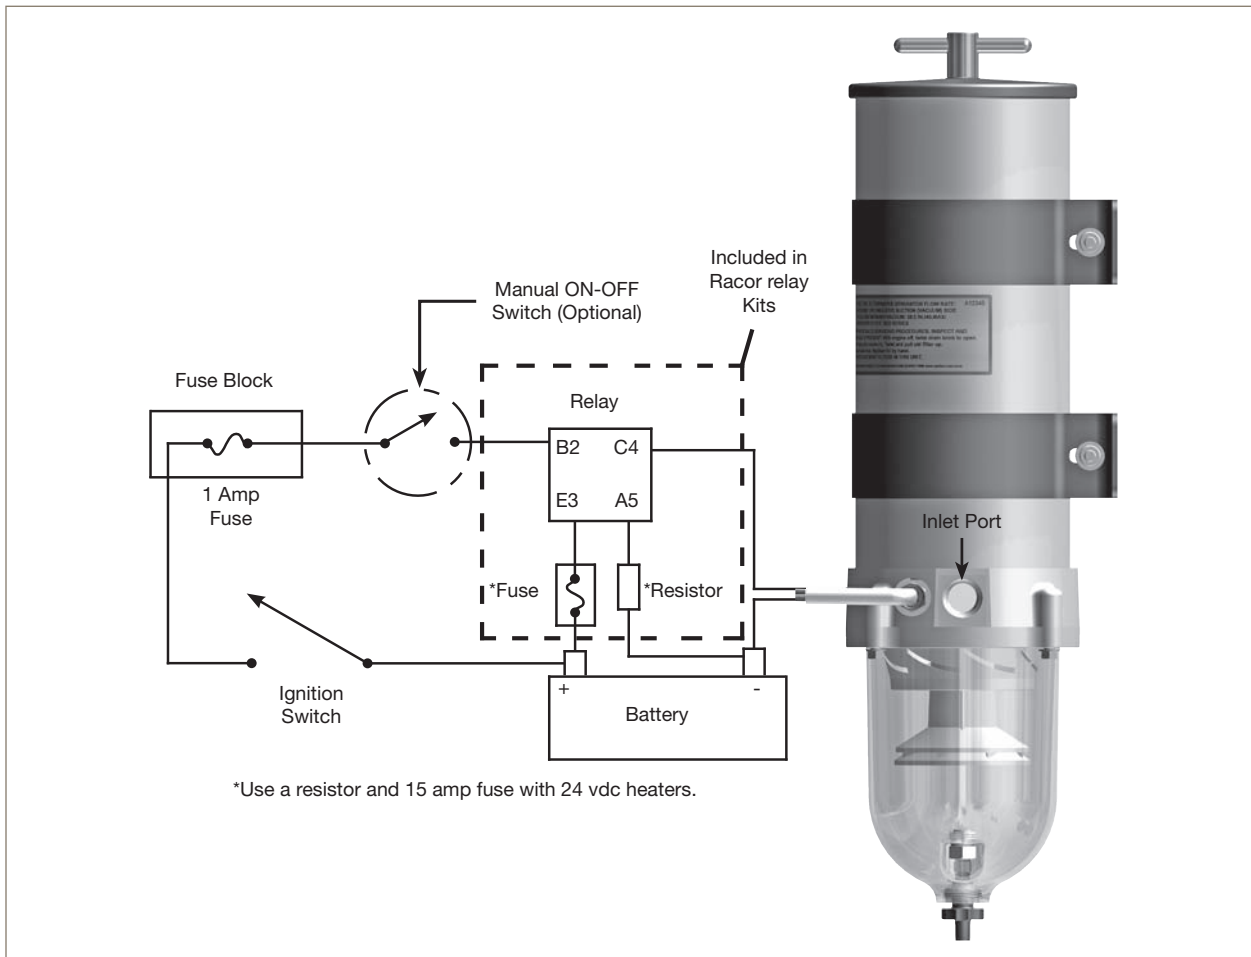 Included in
Racor relay
Kits
Manual ON-OFF
Switch (Optional)
Fuse Block
Relay
B2 C4
E3 A5
1 Amp
Fuse
Inlet Port
*Fuse
*Resistor
Ignition
Switch
+ -
Battery
*Use a resistor and 15 amp fuse with 24 vdc heaters.